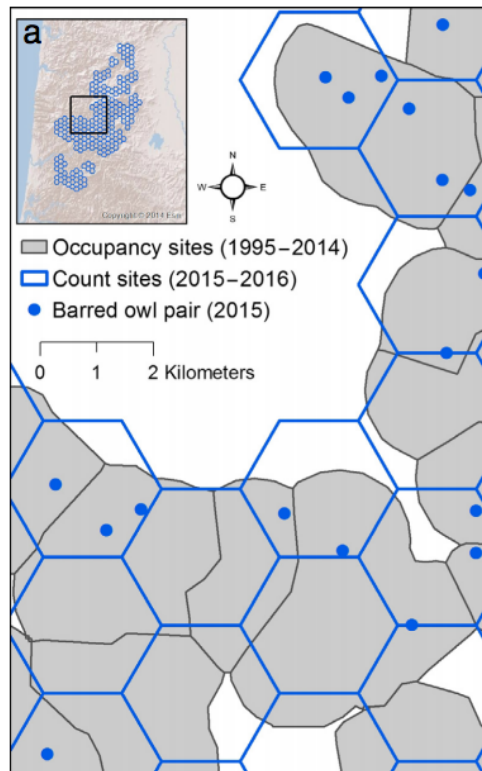 a
Copyright © 2014 Esri
N
W E
S
Occupancy sites (1995–2014)
Count sites (2015–2016)
Barred owl pair (2015)
0 1 2 Kilometers